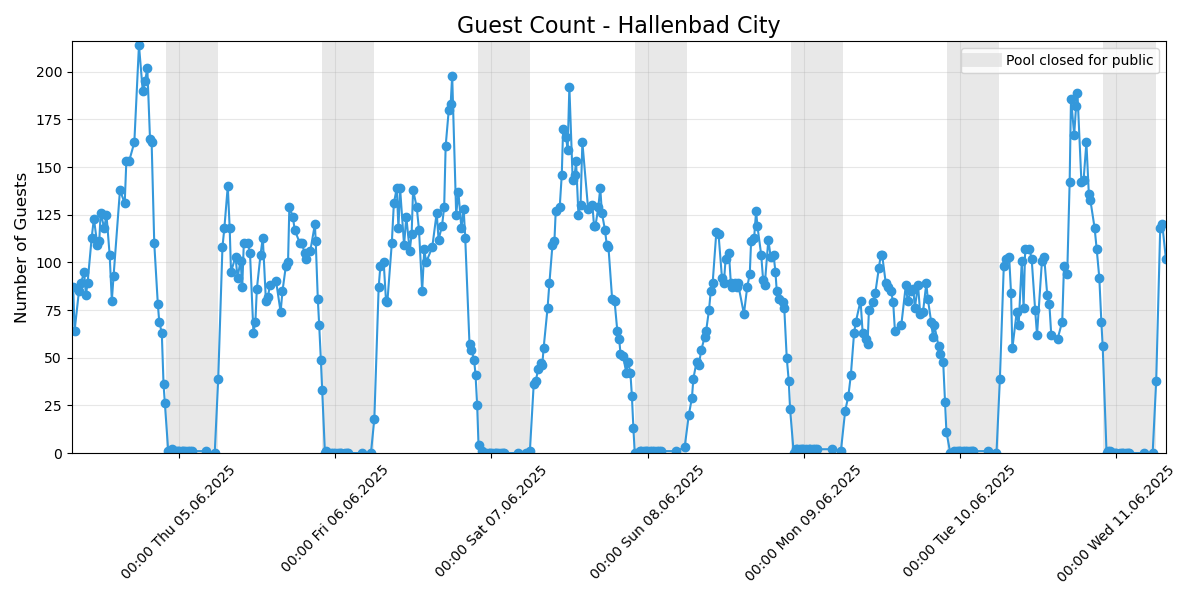 Guest Count - Hallenbad City
Pool closed for public
Number of Guests
200
175
150
125
100
75
50
25
0
00:00 Thu 05.06.2025
00:00 Fri 06.06.2025
00:00 Sat 07.06.2025
00:00 Sun 08.06.2025
00:00 Mon 09.06.2025
00:00 Tue 10.06.2025
00:00 Wed 11.06.2025